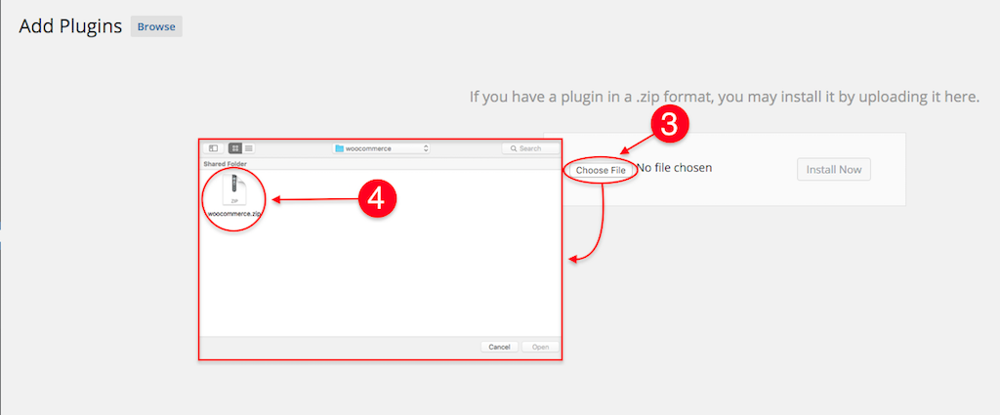 Add Plugins Browse
If you have a plugin in a .zip format, you may install it by uploading it here.
3
woocommerce Search
Shared Folder
Choose File No file chosen Install Now
ZIP
4
woocommerce.zip
Cancel Open